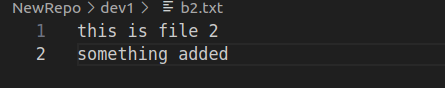 NewRepo > dev1 > b2.txt
1 this is file 2
2 something added